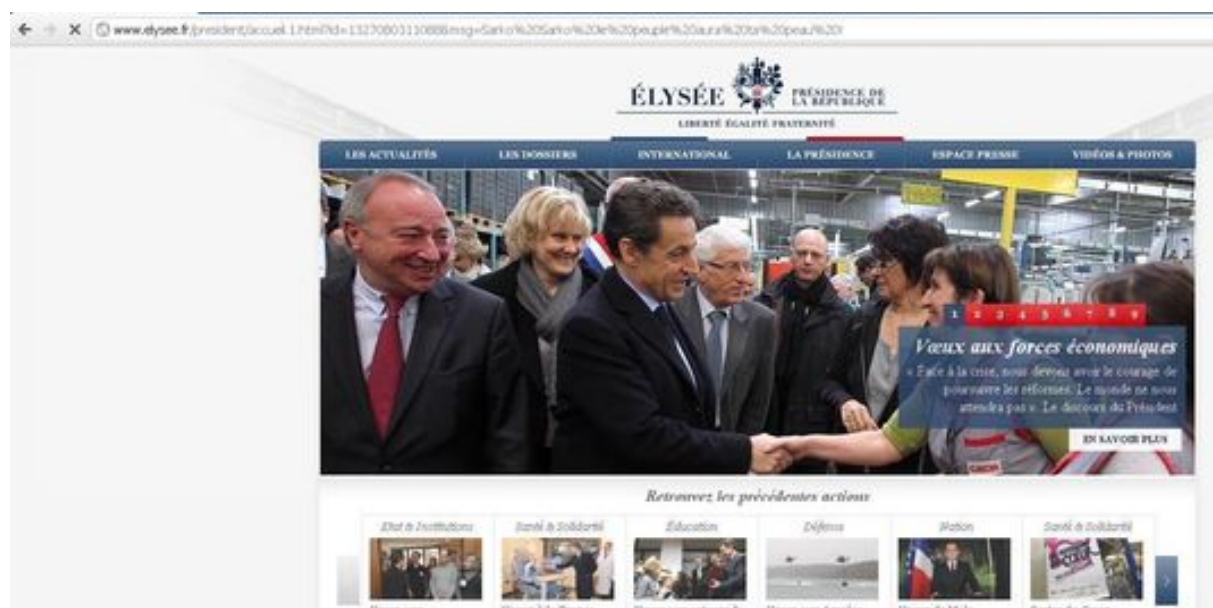 www.elysee.fr/president/accueil.1.html?id=1327080311088&msg=Sarko%20Sarko%20le%20peuple%20aura%20ta%20peau%20!
ÉLYSÉE PRÉSIDENCE DE
LA RÉPUBLIQUE
LIBERTÉ ÉGALITÉ FRATERNITÉ
LES ACTUALITÉS LES DOSSIERS INTERNATIONAL LA PRÉSIDENCE ESPACE PRESSE VIDÉOS & PHOTOS
1 2 3 4 5 6 7 8 9
Vœux aux forces économiques
« Face à la crise, nous devons avoir le courage de
poursuivre les réformes. Le monde ne nous
attendra pas ». Le discours du Président
EN SAVOIR PLUS
Retrouvez les précédentes actions
Etat & Institutions Santé & Solidarité Éducation Défense Nation Santé & Solidarité